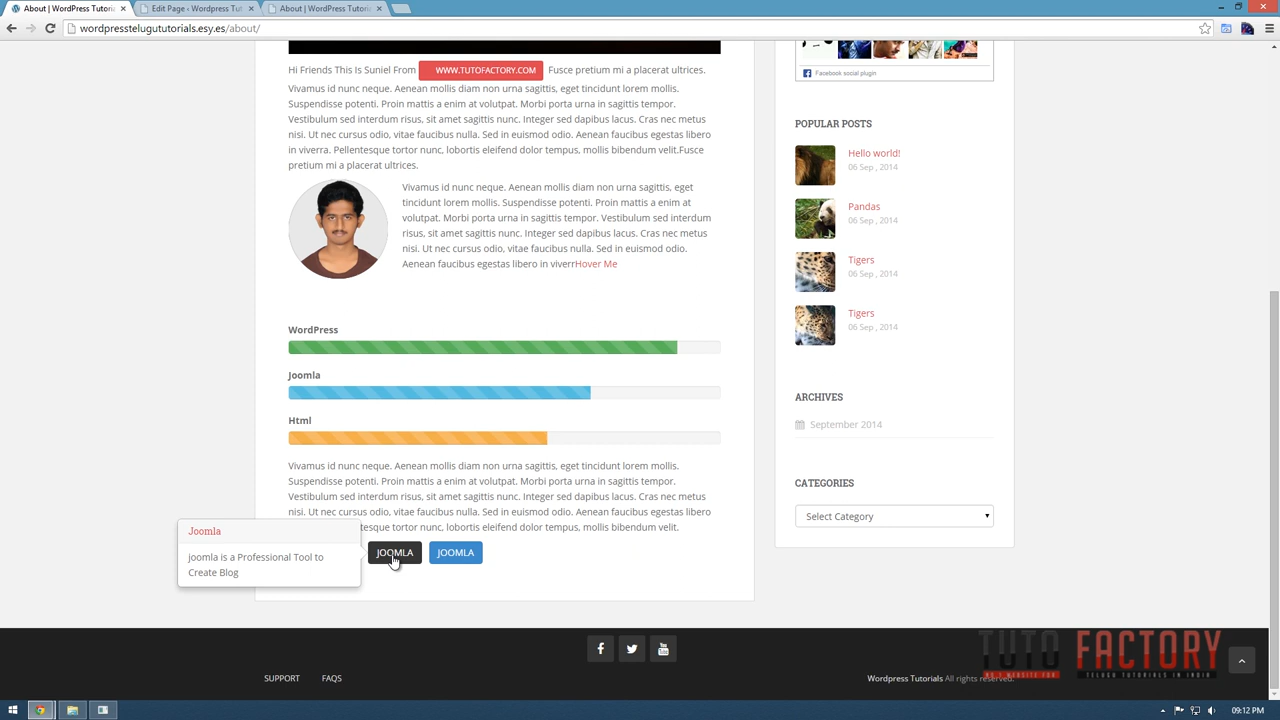 About | WordPress Tutori
Edit Page ‹ Wordpress Tu
About | WordPress Tutori
wordpresstelugututorials.esy.es/about/
Hi Friends This Is Suniel From WWW.TUTOFACTORY.COM Fusce pretium mi a placerat ultrices.
Vivamus id nunc neque. Aenean mollis diam non urna sagittis, eget tincidunt lorem mollis.
Suspendisse potenti. Proin mattis a enim at volutpat. Morbi porta urna in sagittis tempor.
Vestibulum sed interdum risus, sit amet sagittis nunc. Integer sed dapibus lacus. Cras nec metus
nisi. Ut nec cursus odio, vitae faucibus nulla. Sed in euismod odio. Aenean faucibus egestas libero
in viverra. Pellentesque tortor nunc, lobortis eleifend dolor tempus, mollis bibendum velit.Fusce
pretium mi a placerat ultrices.
Vivamus id nunc neque. Aenean mollis diam non urna sagittis, eget
tincidunt lorem mollis. Suspendisse potenti. Proin mattis a enim at
volutpat. Morbi porta urna in sagittis tempor. Vestibulum sed interdum
risus, sit amet sagittis nunc. Integer sed dapibus lacus. Cras nec metus
nisi. Ut nec cursus odio, vitae faucibus nulla. Sed in euismod odio.
Aenean faucibus egestas libero in viverrHover Me
WordPress
Joomla
Html
Vivamus id nunc neque. Aenean mollis diam non urna sagittis, eget tincidunt lorem mollis.
Suspendisse potenti. Proin mattis a enim at volutpat. Morbi porta urna in sagittis tempor.
Vestibulum sed interdum risus, sit amet sagittis nunc. Integer sed dapibus lacus. Cras nec metus
nisi. Ut nec cursus odio, vitae faucibus nulla. Sed in euismod odio. Aenean faucibus egestas libero
tesque tortor nunc, lobortis eleifend dolor tempus, mollis bibendum velit.
Joomla
joomla is a Professional Tool to
Create Blog
JOOMLA
JOOMLA
Facebook social plugin
POPULAR POSTS
Hello world!
06 Sep , 2014
Pandas
06 Sep , 2014
Tigers
06 Sep , 2014
Tigers
06 Sep , 2014
ARCHIVES
September 2014
CATEGORIES
Select Category
SUPPORT
FAQS
Wordpress Tutorials All rights reserved.
TUTO FACTORY
NO.1 WEBSITE FOR TELUGU TUTORIALS IN INDIA
09:12 PM